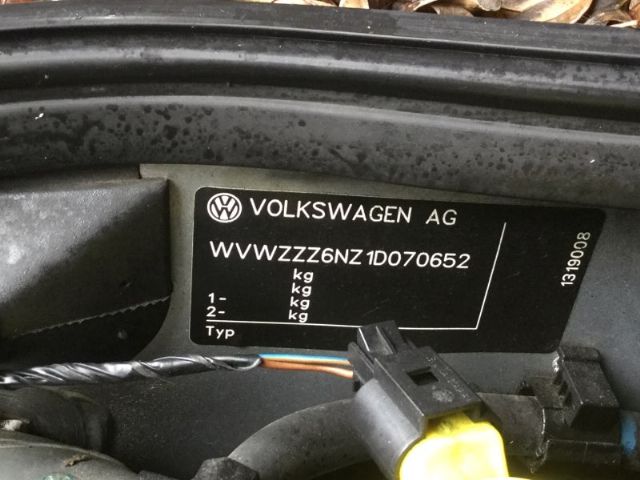 VOLKSWAGEN AG
WVWZZZ6NZ1D070652
kg
kg
1- kg
2- kg
Typ
1319008